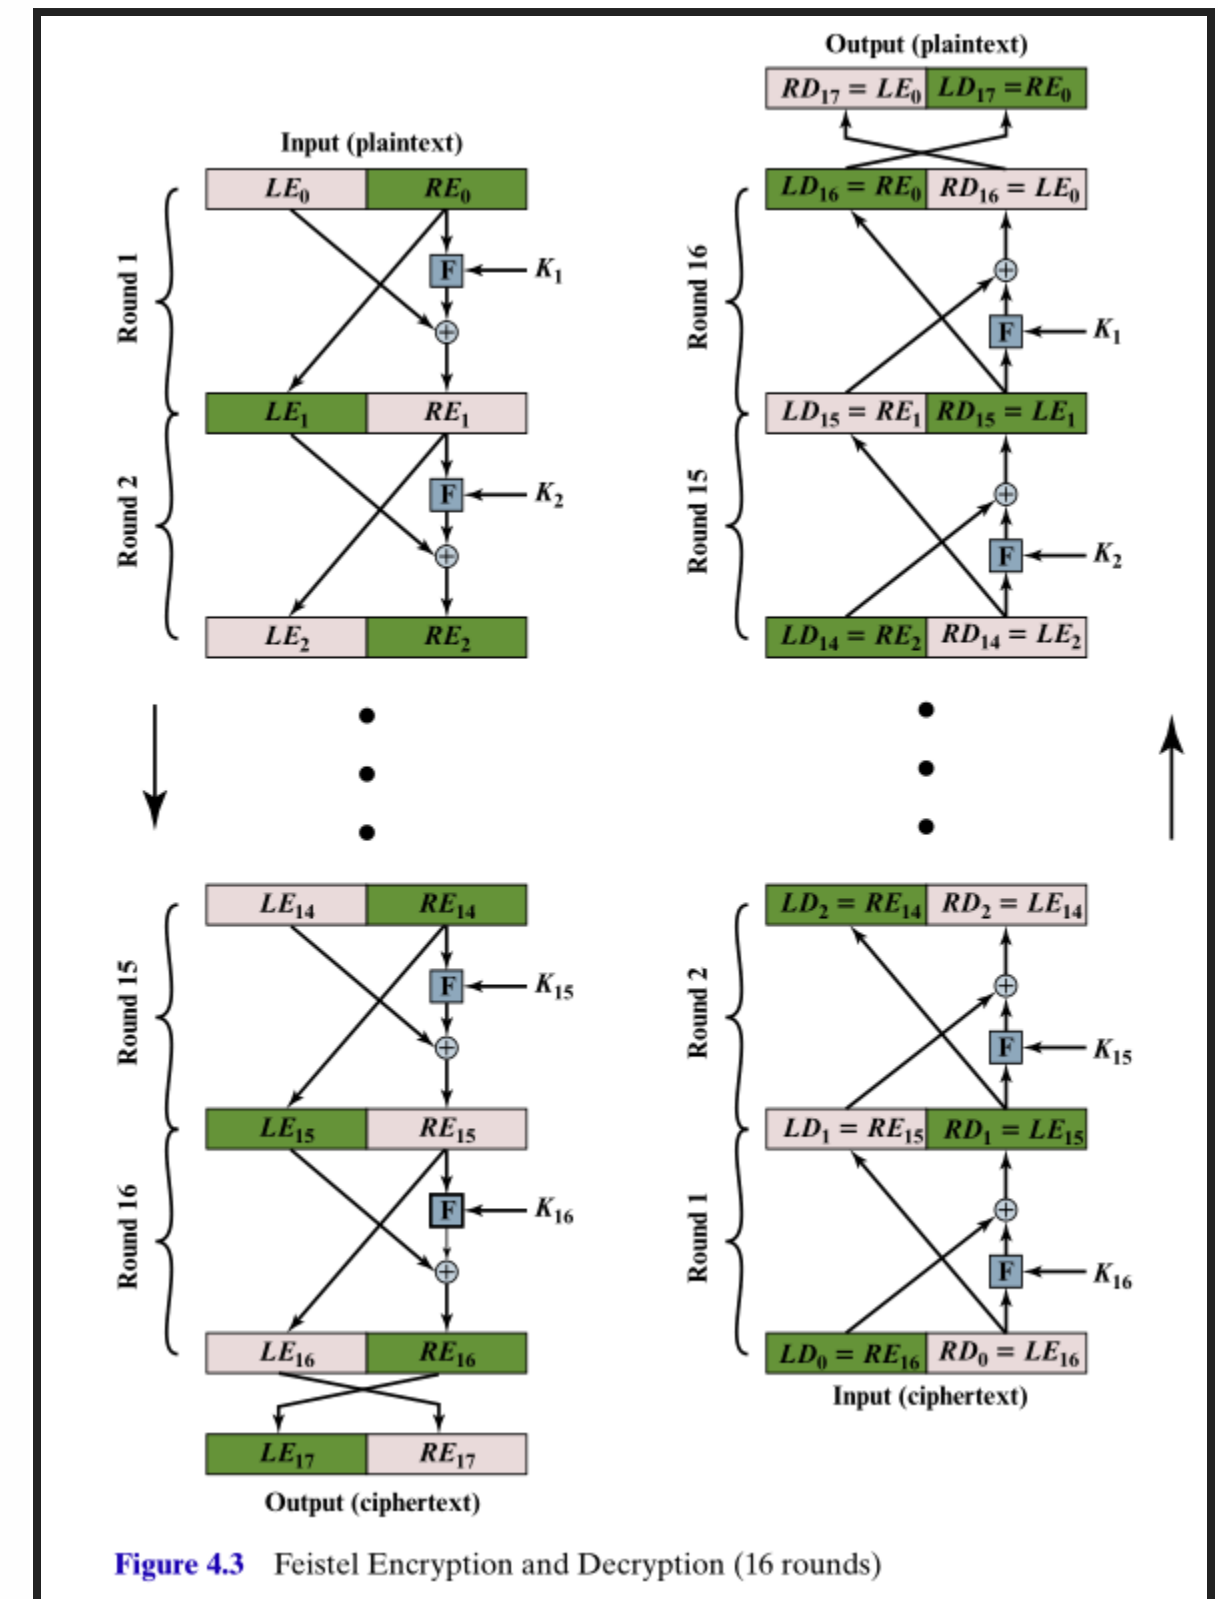 Output (plaintext)
RD17 = LE0 LD17 =RE0
Input (plaintext)
LE0 RE0
LD16 = RE0 RD16 = LE0
Round 1
F K1
Round 16
F K1
LE1 RE1
LD15 = RE1 RD15 = LE1
Round 2
F K2
Round 15
F K2
LE2 RE2
LD14 = RE2 RD14 = LE2
LE14 RE14
LD2 = RE14 RD2 = LE14
Round 15
F K15
Round 2
F K15
LE15 RE15
LD1 = RE15 RD1 = LE15
Round 16
F K16
Round 1
F K16
LE16 RE16
LD0 = RE16 RD0 = LE16
Input (ciphertext)
LE17 RE17
Output (ciphertext)
Figure 4.3 Feistel Encryption and Decryption (16 rounds)